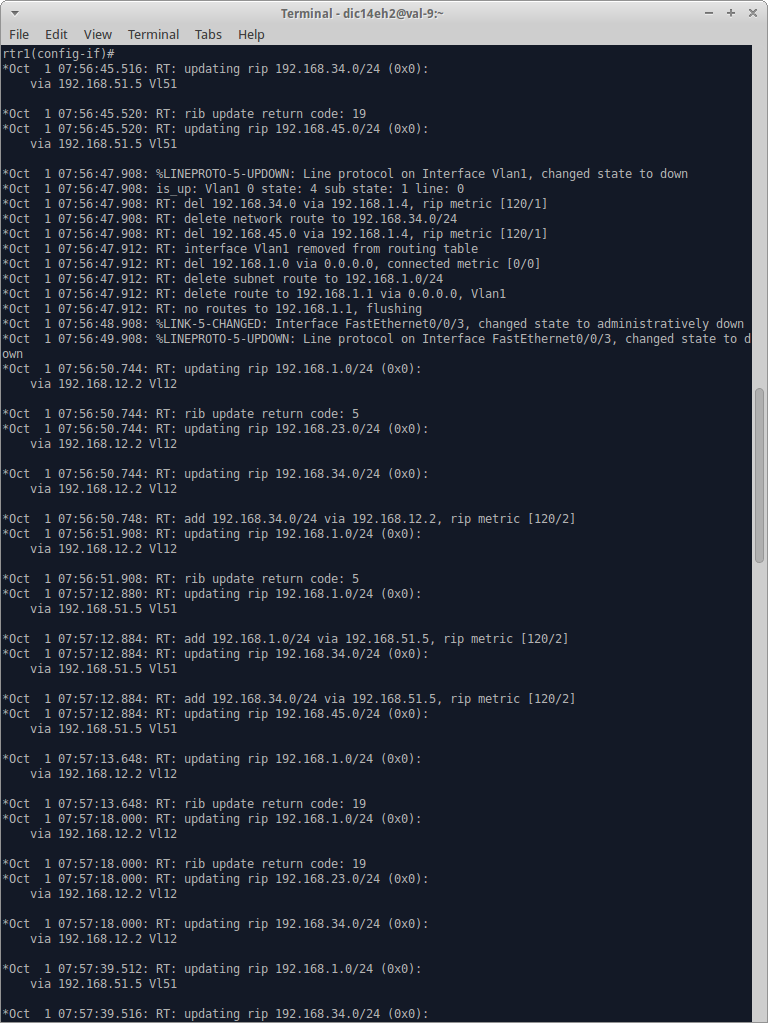 Terminal - dic14eh2@val-9:~
File Edit View Terminal Tabs Help
rtr1(config-if)#
*Oct  1 07:56:45.516: RT: updating rip 192.168.34.0/24 (0x0):
    via 192.168.51.5 Vl51
*Oct  1 07:56:45.520: RT: rib update return code: 19
*Oct  1 07:56:45.520: RT: updating rip 192.168.45.0/24 (0x0):
    via 192.168.51.5 Vl51
*Oct  1 07:56:47.908: %LINEPROTO-5-UPDOWN: Line protocol on Interface Vlan1, changed state to down
*Oct  1 07:56:47.908: is_up: Vlan1 0 state: 4 sub state: 1 line: 0
*Oct  1 07:56:47.908: RT: del 192.168.34.0 via 192.168.1.4, rip metric [120/1]
*Oct  1 07:56:47.908: RT: delete network route to 192.168.34.0/24
*Oct  1 07:56:47.908: RT: del 192.168.45.0 via 192.168.1.4, rip metric [120/1]
*Oct  1 07:56:47.912: RT: interface Vlan1 removed from routing table
*Oct  1 07:56:47.912: RT: del 192.168.1.0 via 0.0.0.0, connected metric [0/0]
*Oct  1 07:56:47.912: RT: delete subnet route to 192.168.1.0/24
*Oct  1 07:56:47.912: RT: delete route to 192.168.1.1 via 0.0.0.0, Vlan1
*Oct  1 07:56:47.912: RT: no routes to 192.168.1.1, flushing
*Oct  1 07:56:48.908: %LINK-5-CHANGED: Interface FastEthernet0/0/3, changed state to administratively down
*Oct  1 07:56:49.908: %LINEPROTO-5-UPDOWN: Line protocol on Interface FastEthernet0/0/3, changed state to d
own
*Oct  1 07:56:50.744: RT: updating rip 192.168.1.0/24 (0x0):
    via 192.168.12.2 Vl12
*Oct  1 07:56:50.744: RT: rib update return code: 5
*Oct  1 07:56:50.744: RT: updating rip 192.168.23.0/24 (0x0):
    via 192.168.12.2 Vl12
*Oct  1 07:56:50.744: RT: updating rip 192.168.34.0/24 (0x0):
    via 192.168.12.2 Vl12
*Oct  1 07:56:50.748: RT: add 192.168.34.0/24 via 192.168.12.2, rip metric [120/2]
*Oct  1 07:56:51.908: RT: updating rip 192.168.1.0/24 (0x0):
    via 192.168.12.2 Vl12
*Oct  1 07:56:51.908: RT: rib update return code: 5
*Oct  1 07:57:12.880: RT: updating rip 192.168.1.0/24 (0x0):
    via 192.168.51.5 Vl51
*Oct  1 07:57:12.884: RT: add 192.168.1.0/24 via 192.168.51.5, rip metric [120/2]
*Oct  1 07:57:12.884: RT: updating rip 192.168.34.0/24 (0x0):
    via 192.168.51.5 Vl51
*Oct  1 07:57:12.884: RT: add 192.168.34.0/24 via 192.168.51.5, rip metric [120/2]
*Oct  1 07:57:12.884: RT: updating rip 192.168.45.0/24 (0x0):
    via 192.168.51.5 Vl51
*Oct  1 07:57:13.648: RT: updating rip 192.168.1.0/24 (0x0):
    via 192.168.12.2 Vl12
*Oct  1 07:57:13.648: RT: rib update return code: 19
*Oct  1 07:57:18.000: RT: updating rip 192.168.1.0/24 (0x0):
    via 192.168.12.2 Vl12
*Oct  1 07:57:18.000: RT: rib update return code: 19
*Oct  1 07:57:18.000: RT: updating rip 192.168.23.0/24 (0x0):
    via 192.168.12.2 Vl12
*Oct  1 07:57:18.000: RT: updating rip 192.168.34.0/24 (0x0):
    via 192.168.12.2 Vl12
*Oct  1 07:57:39.512: RT: updating rip 192.168.1.0/24 (0x0):
    via 192.168.51.5 Vl51
*Oct  1 07:57:39.516: RT: updating rip 192.168.34.0/24 (0x0):